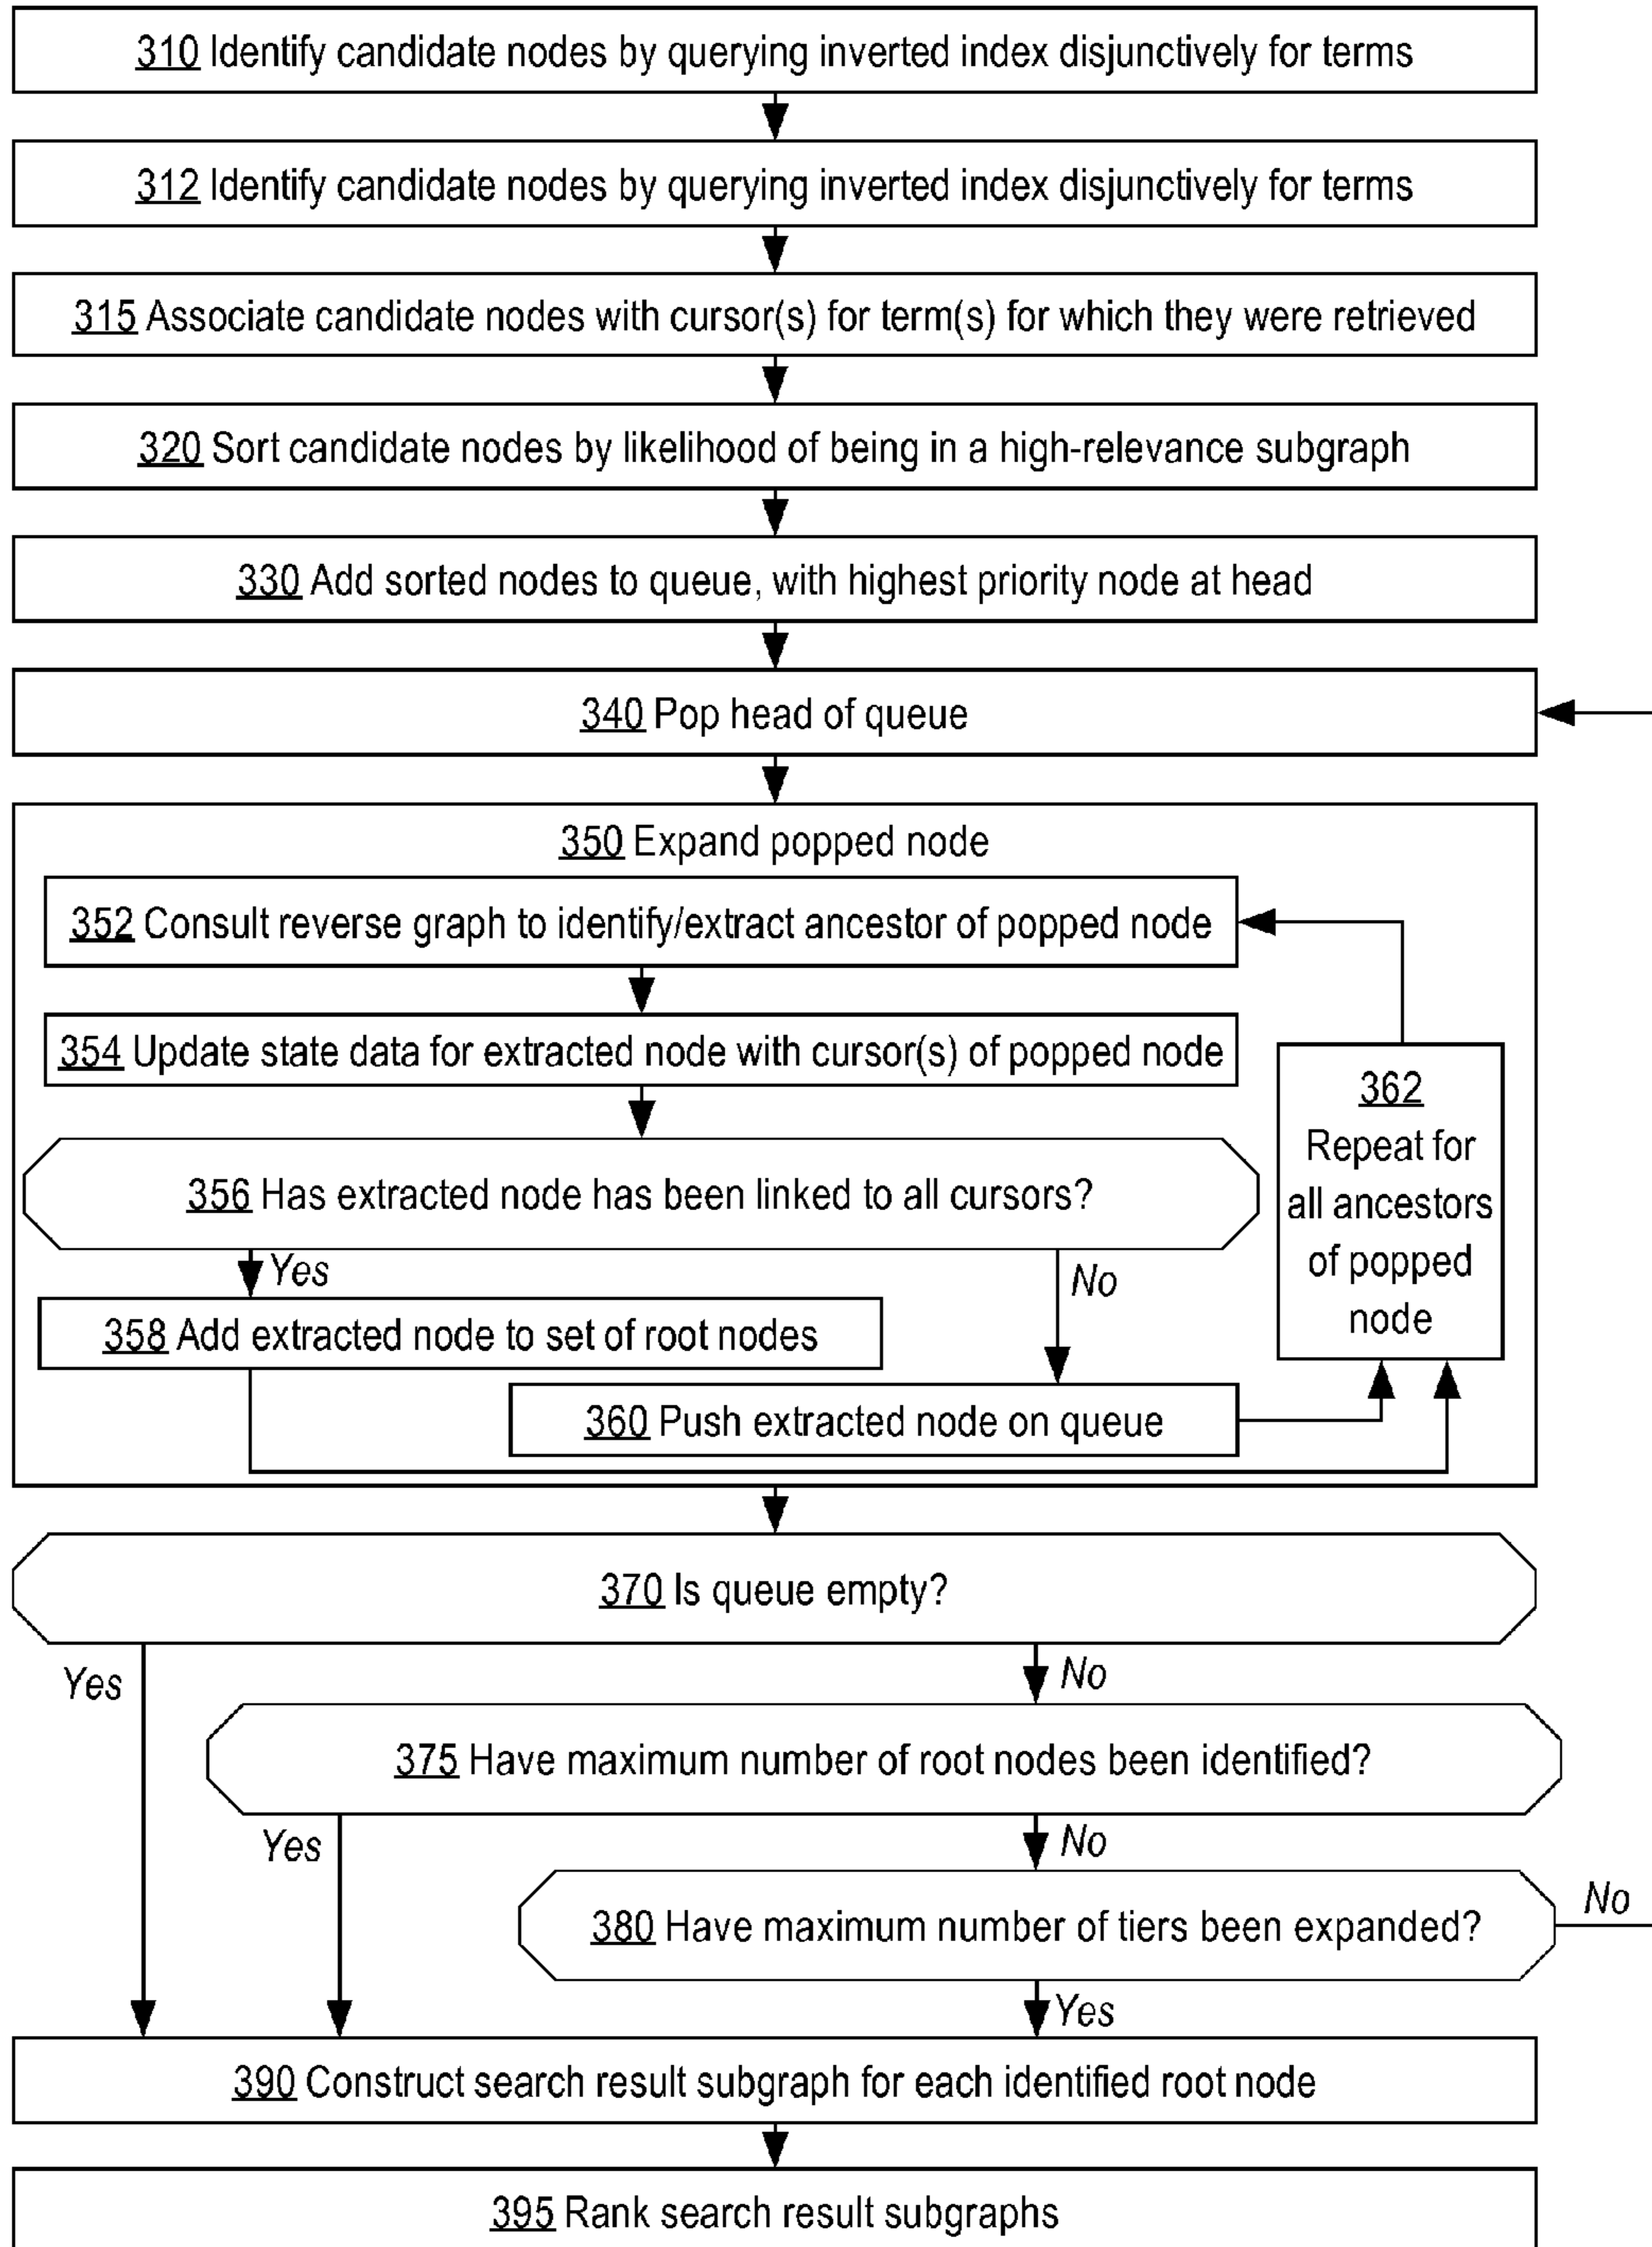 310 Identify candidate nodes by querying inverted index disjunctively for terms
312 Identify candidate nodes by querying inverted index disjunctively for terms
315 Associate candidate nodes with cursor(s) for term(s) for which they were retrieved
320 Sort candidate nodes by likelihood of being in a high-relevance subgraph
330 Add sorted nodes to queue, with highest priority node at head
340 Pop head of queue
350 Expand popped node
352 Consult reverse graph to identify/extract ancestor of popped node
354 Update state data for extracted node with cursor(s) of popped node
356 Has extracted node has been linked to all cursors?
Yes
No
358 Add extracted node to set of root nodes
360 Push extracted node on queue
362
Repeat for
all ancestors
of popped
node
370 Is queue empty?
Yes
No
375 Have maximum number of root nodes been identified?
Yes
No
380 Have maximum number of tiers been expanded?
No
Yes
390 Construct search result subgraph for each identified root node
395 Rank search result subgraphs